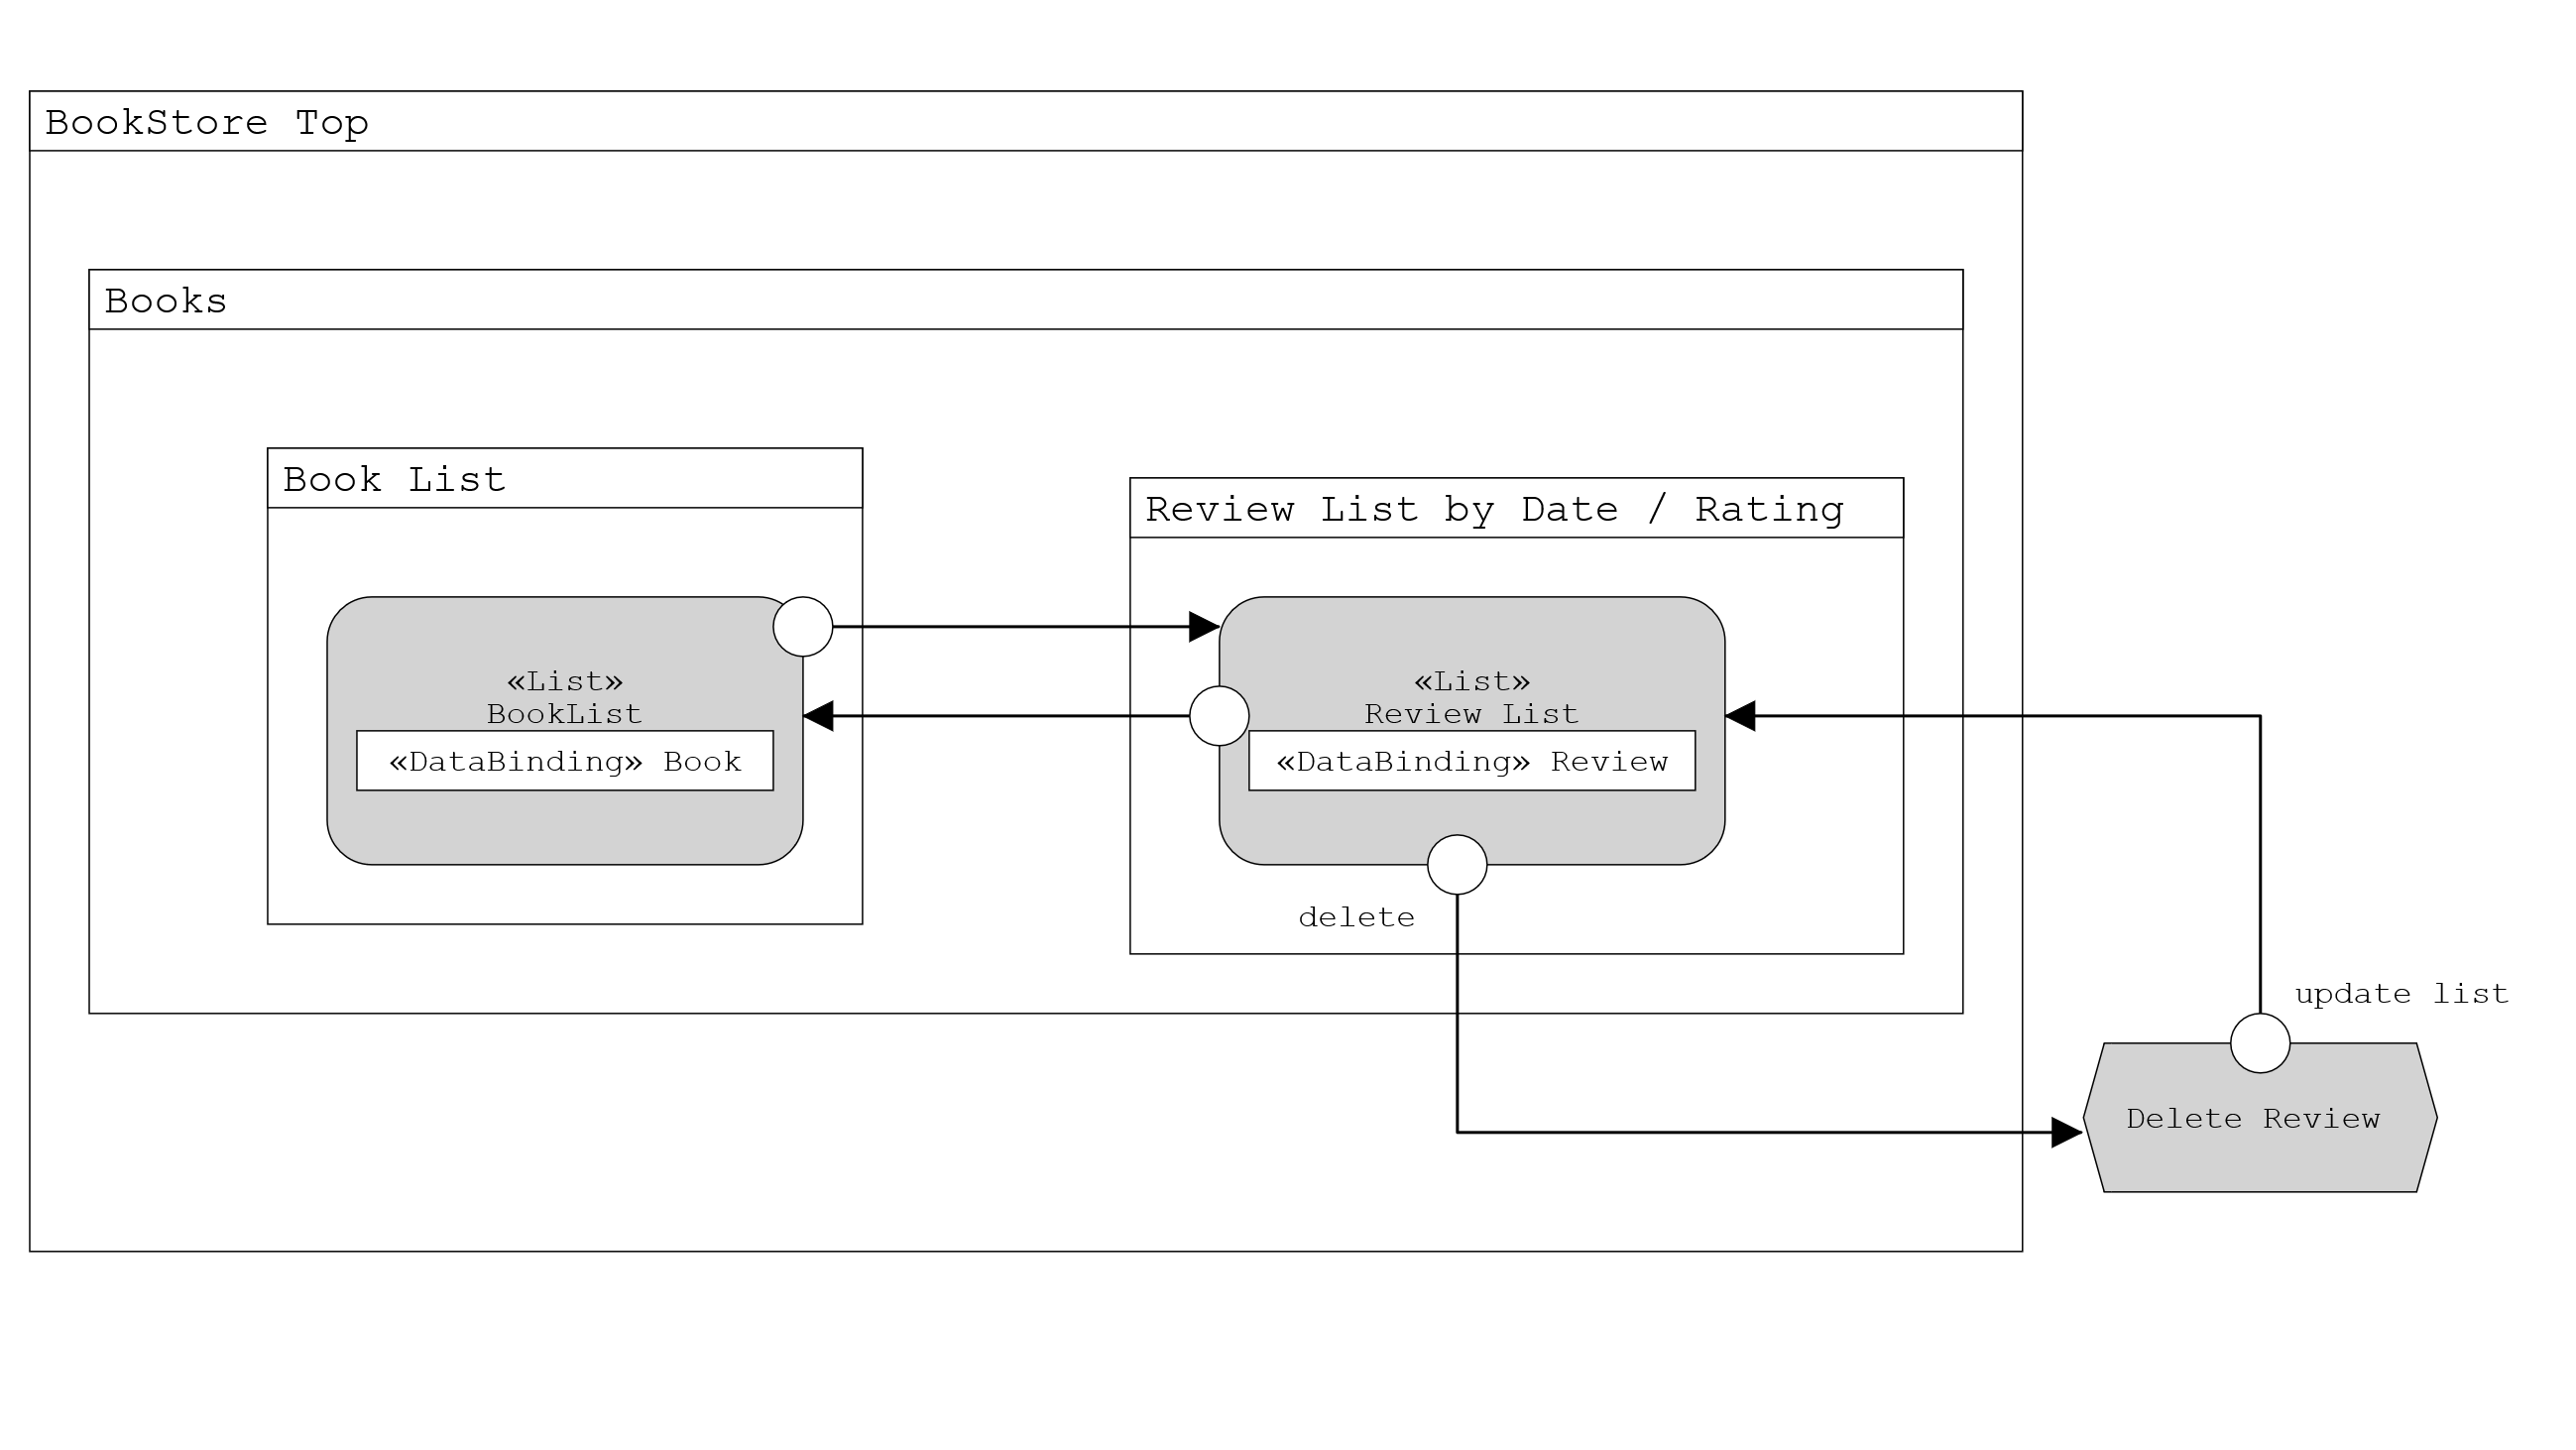 BookStore Top
Books
Book List
Review List by Date / Rating
«List»
BookList
«DataBinding» Book
«List»
Review List
«DataBinding» Review
delete
update list
Delete Review